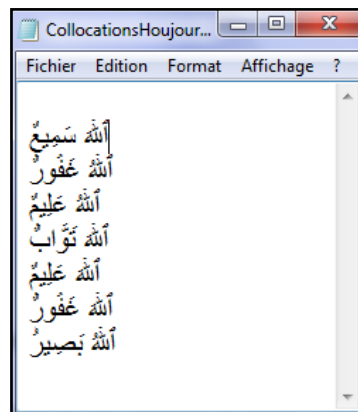 CollocationsHoujour...
Fichier Edition Format Affichage ?
ٱللَّهَ سَمِيعٌ
ٱللَّهُ غَفُورٌ
ٱللَّهُ عَلِيمٌ
ٱللَّهَ تَوَّابٌ
ٱللَّهَ عَلِيمٌ
ٱللَّهَ غَفُورٌ
ٱللَّهُ بَصِيرٌ